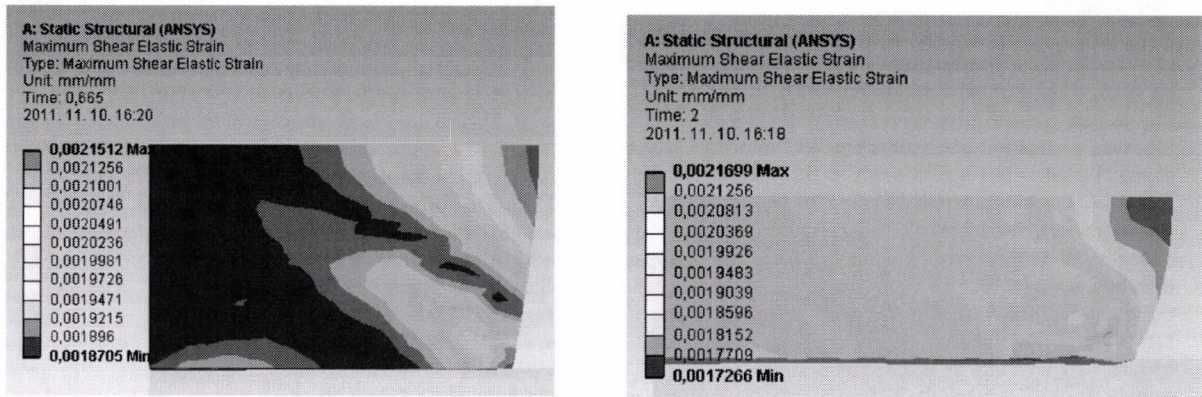 A: Static Structural (ANSYS)
Maximum Shear Elastic Strain
Type: Maximum Shear Elastic Strain
Unit: mm/mm
Time: 0,665
2011. 11. 10. 16:20
0,0021512 Max
0,0021256
0,0021001
0,0020746
0,0020491
0,0020236
0,0019981
0,0019726
0,0019471
0,0019215
0,001896
0,0018705 Min
A: Static Structural (ANSYS)
Maximum Shear Elastic Strain
Type: Maximum Shear Elastic Strain
Unit: mm/mm
Time: 2
2011. 11. 10. 16:18
0,0021699 Max
0,0021256
0,0020813
0,0020369
0,0019926
0,0019483
0,0019039
0,0018596
0,0018152
0,0017709
0,0017266 Min